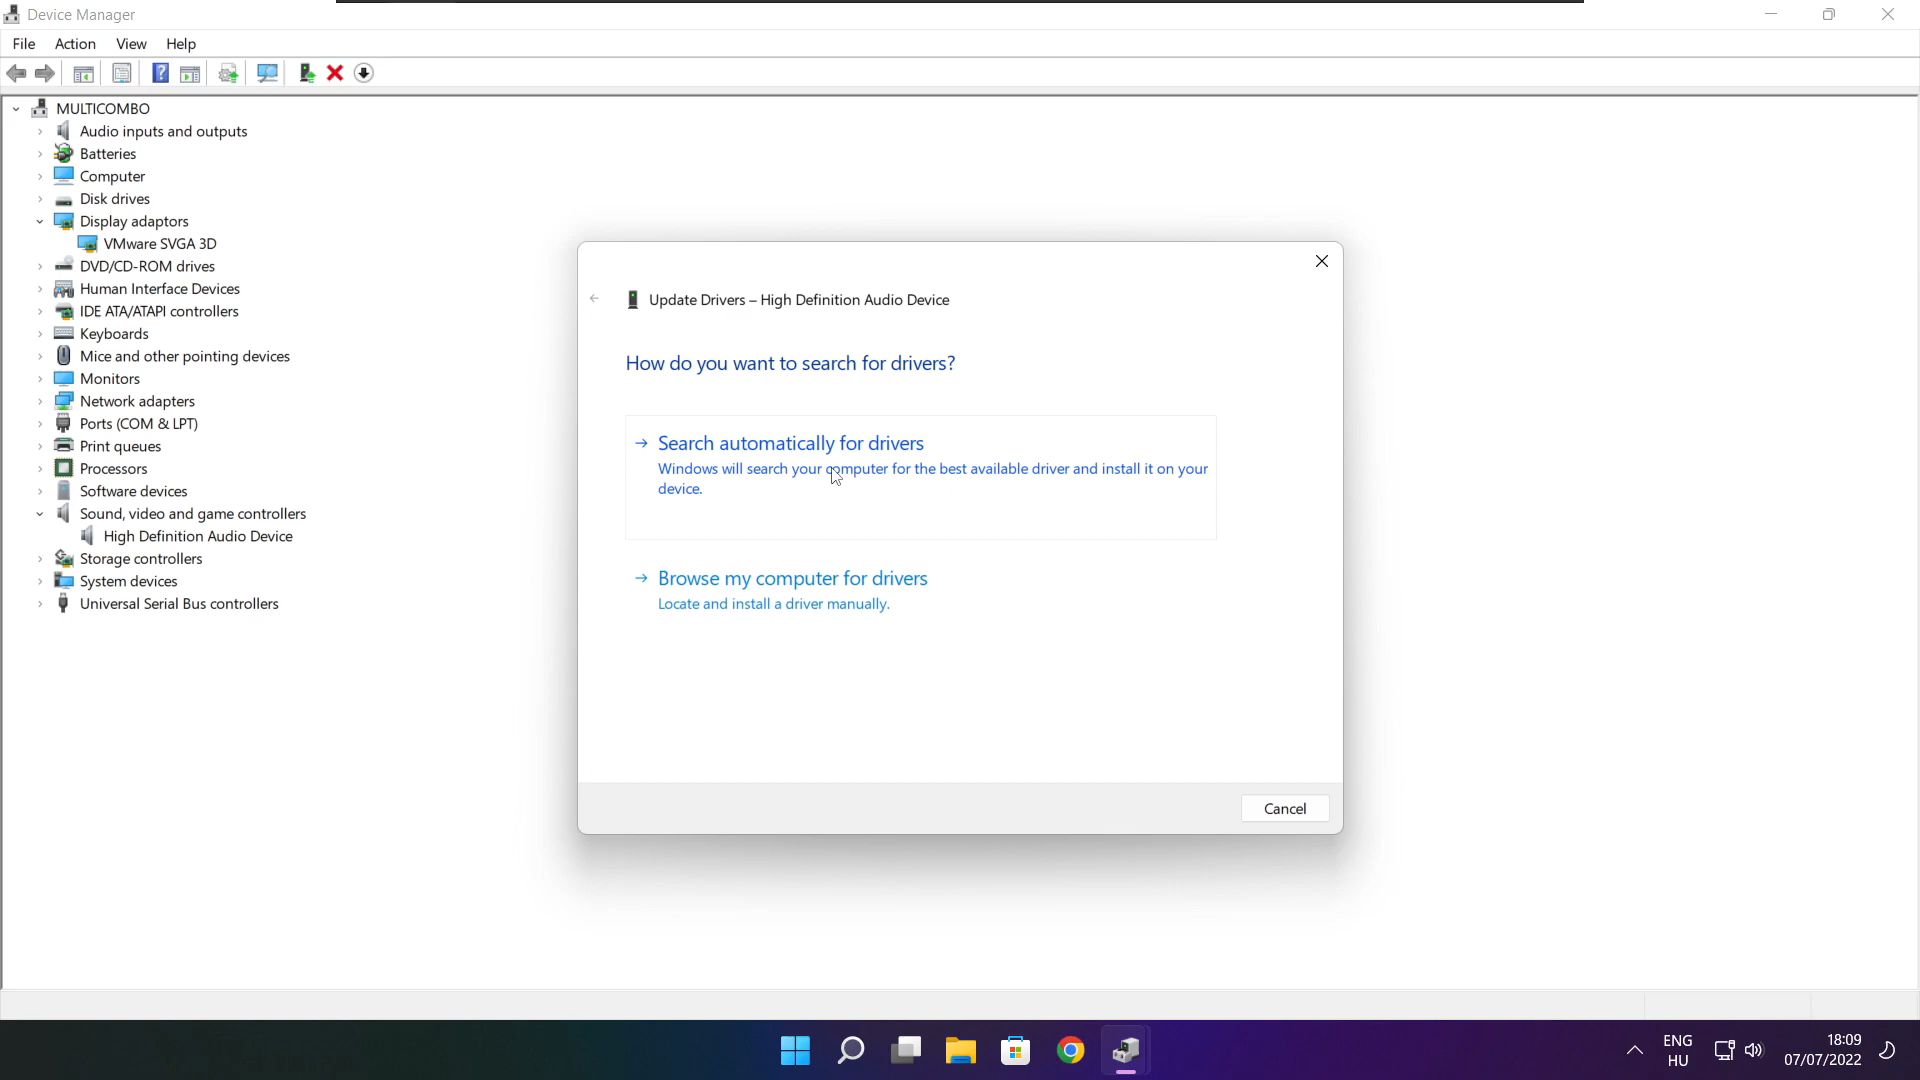 Device Manager
File Action View Help
MULTICOMBO
Audio inputs and outputs
Batteries
Computer
Disk drives
Display adaptors
VMware SVGA 3D
DVD/CD-ROM drives
Human Interface Devices
IDE ATA/ATAPI controllers
Keyboards
Mice and other pointing devices
Monitors
Network adapters
Ports (COM & LPT)
Print queues
Processors
Software devices
Sound, video and game controllers
High Definition Audio Device
Storage controllers
System devices
Universal Serial Bus controllers
Update Drivers – High Definition Audio Device
How do you want to search for drivers?
Search automatically for drivers
Windows will search your computer for the best available driver and install it on your
device.
Browse my computer for drivers
Locate and install a driver manually.
Cancel
ENG
HU
18:09
07/07/2022